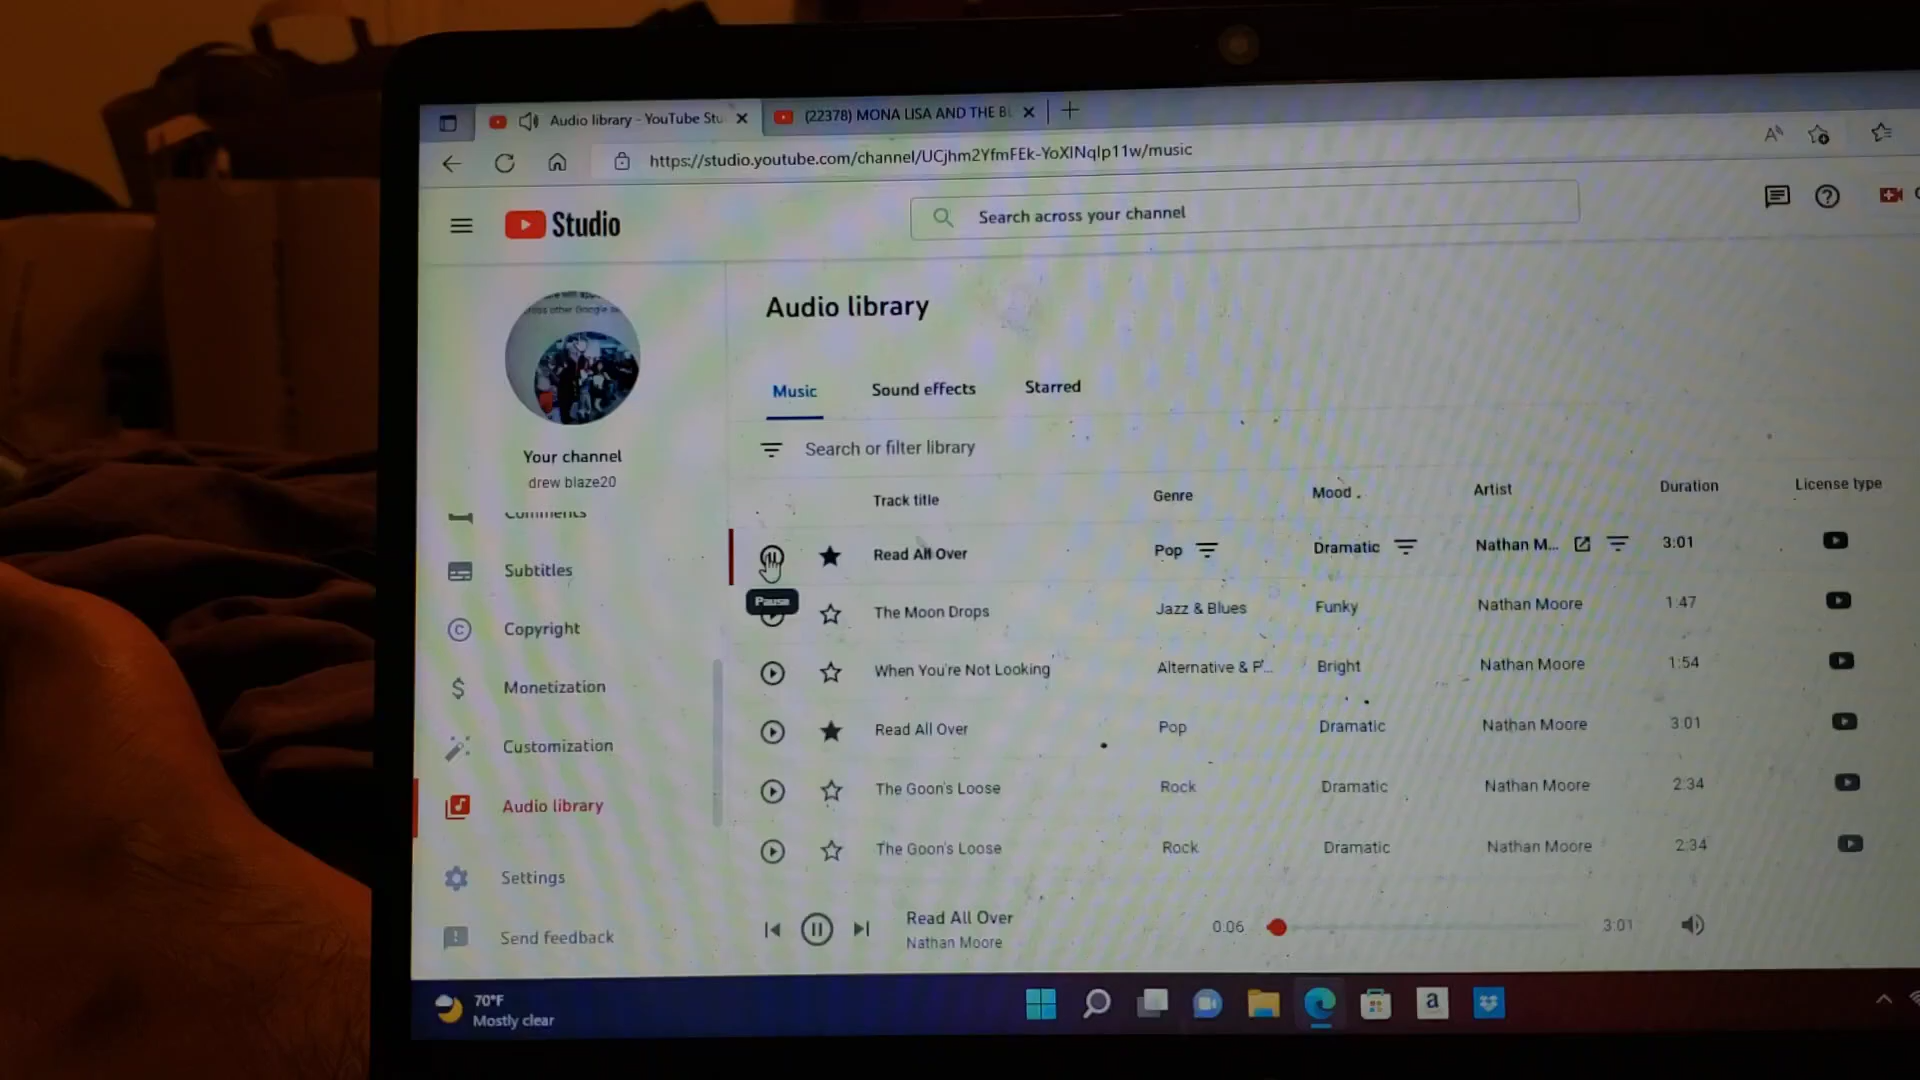 Audio library - YouTube Stu
(22378) MONA LISA AND THE BL
https://studio.youtube.com/channel/UCjhm2YfmFEk-YoXlNqIp11w/music
Studio
Search across your channel
Audio library
Music Sound effects Starred
Search or filter library
Your channel
drew blaze20
Comments
Subtitles
Copyright
Monetization
Customization
Audio library
Settings
Send feedback
Track title Genre Mood Artist Duration License type
Read All Over Pop Dramatic Nathan M... 3:01
Pause
The Moon Drops Jazz & Blues Funky Nathan Moore 1:47
When You're Not Looking Alternative & P... Bright Nathan Moore 1:54
Read All Over Pop Dramatic Nathan Moore 3:01
The Goon's Loose Rock Dramatic Nathan Moore 2:34
The Goon's Loose Rock Dramatic Nathan Moore 2:34
Read All Over
Nathan Moore
0:06 3:01
70°F
Mostly clear
a